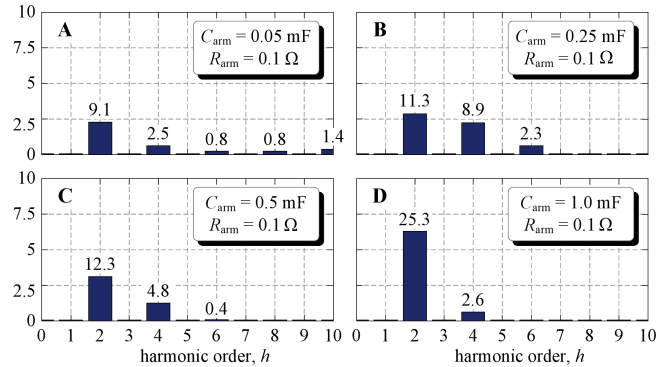 10
7.5
5
2.5
0
A
C_arm = 0.05 mF
R_arm = 0.1 Ω
9.1
2.5
0.8
0.8
1.4
B
C_arm = 0.25 mF
R_arm = 0.1 Ω
11.3
8.9
2.3
10
7.5
5
2.5
0
C
C_arm = 0.5 mF
R_arm = 0.1 Ω
12.3
4.8
0.4
0 1 2 3 4 5 6 7 8 9 10
harmonic order, h
D
C_arm = 1.0 mF
R_arm = 0.1 Ω
25.3
2.6
0 1 2 3 4 5 6 7 8 9 10
harmonic order, h